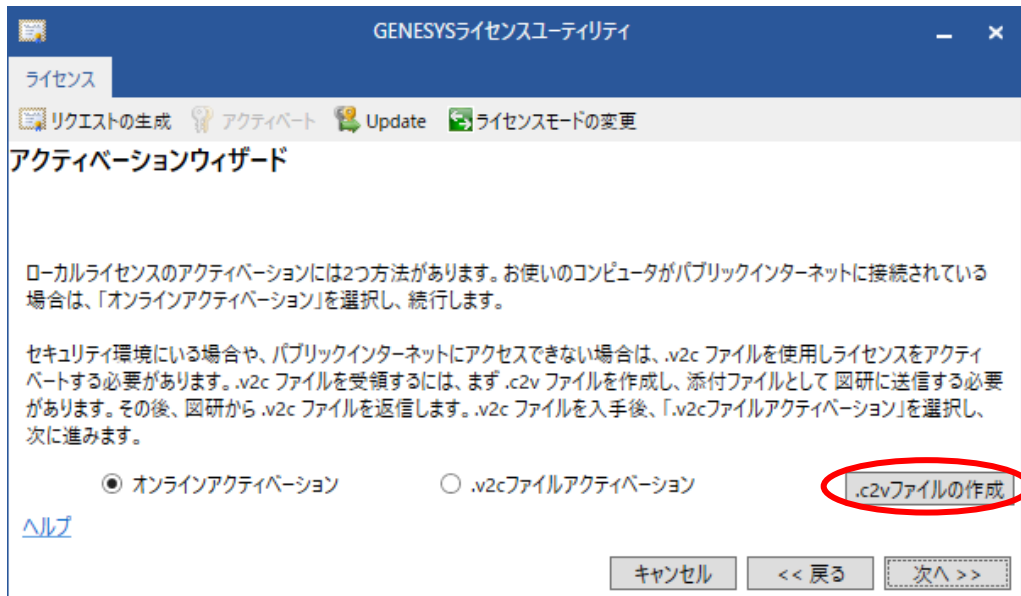 GENESYSライセンスユーティリティ
ライセンス
リクエストの生成 アクティベート Update ライセンスモードの変更
アクティベーションウィザード
ローカルライセンスのアクティベーションには2つ方法があります。お使いのコンピュータがパブリックインターネットに接続されている
場合は、「オンラインアクティベーション」を選択し、続行します。
セキュリティ環境にいる場合や、パブリックインターネットにアクセスできない場合は、.v2c ファイルを使用しライセンスをアクティ
ベートする必要があります。.v2c ファイルを受領するには、まず .c2v ファイルを作成し、添付ファイルとして 図研に送信する必要
があります。その後、図研から .v2c ファイルを返信します。.v2c ファイルを入手後、「.v2cファイルアクティベーション」を選択し、
次に進みます。
オンラインアクティベーション .v2cファイルアクティベーション .c2vファイルの作成
ヘルプ
キャンセル << 戻る 次へ >>